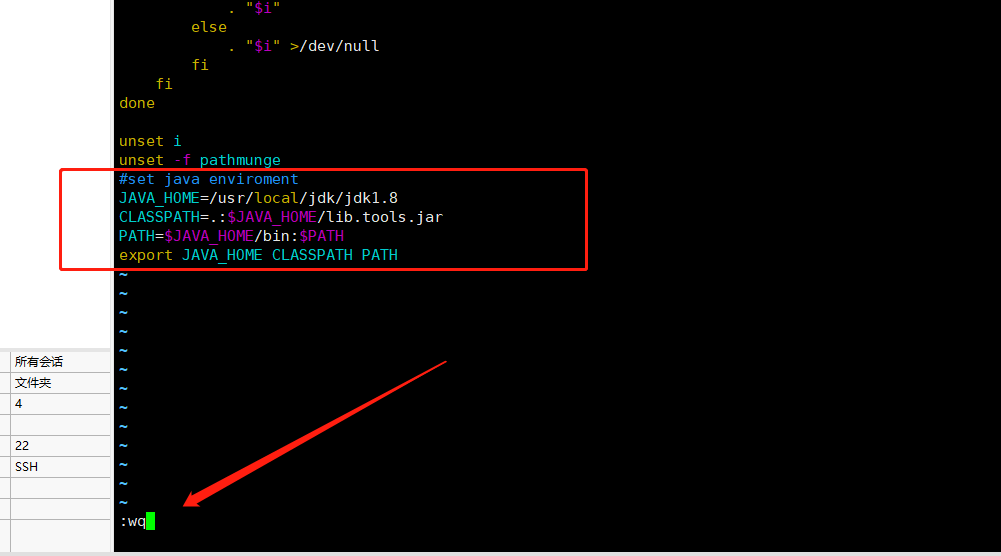 . "$i"
else
. "$i" >/dev/null
fi
fi
done
unset i
unset -f pathmunge
#set java enviroment
JAVA_HOME=/usr/local/jdk/jdk1.8
CLASSPATH=.:$JAVA_HOME/lib.tools.jar
PATH=$JAVA_HOME/bin:$PATH
export JAVA_HOME CLASSPATH PATH
~
~
~
~
~
~
~
~
~
~
~
~
~
:wq
所有会话
文件夹
4
22
SSH